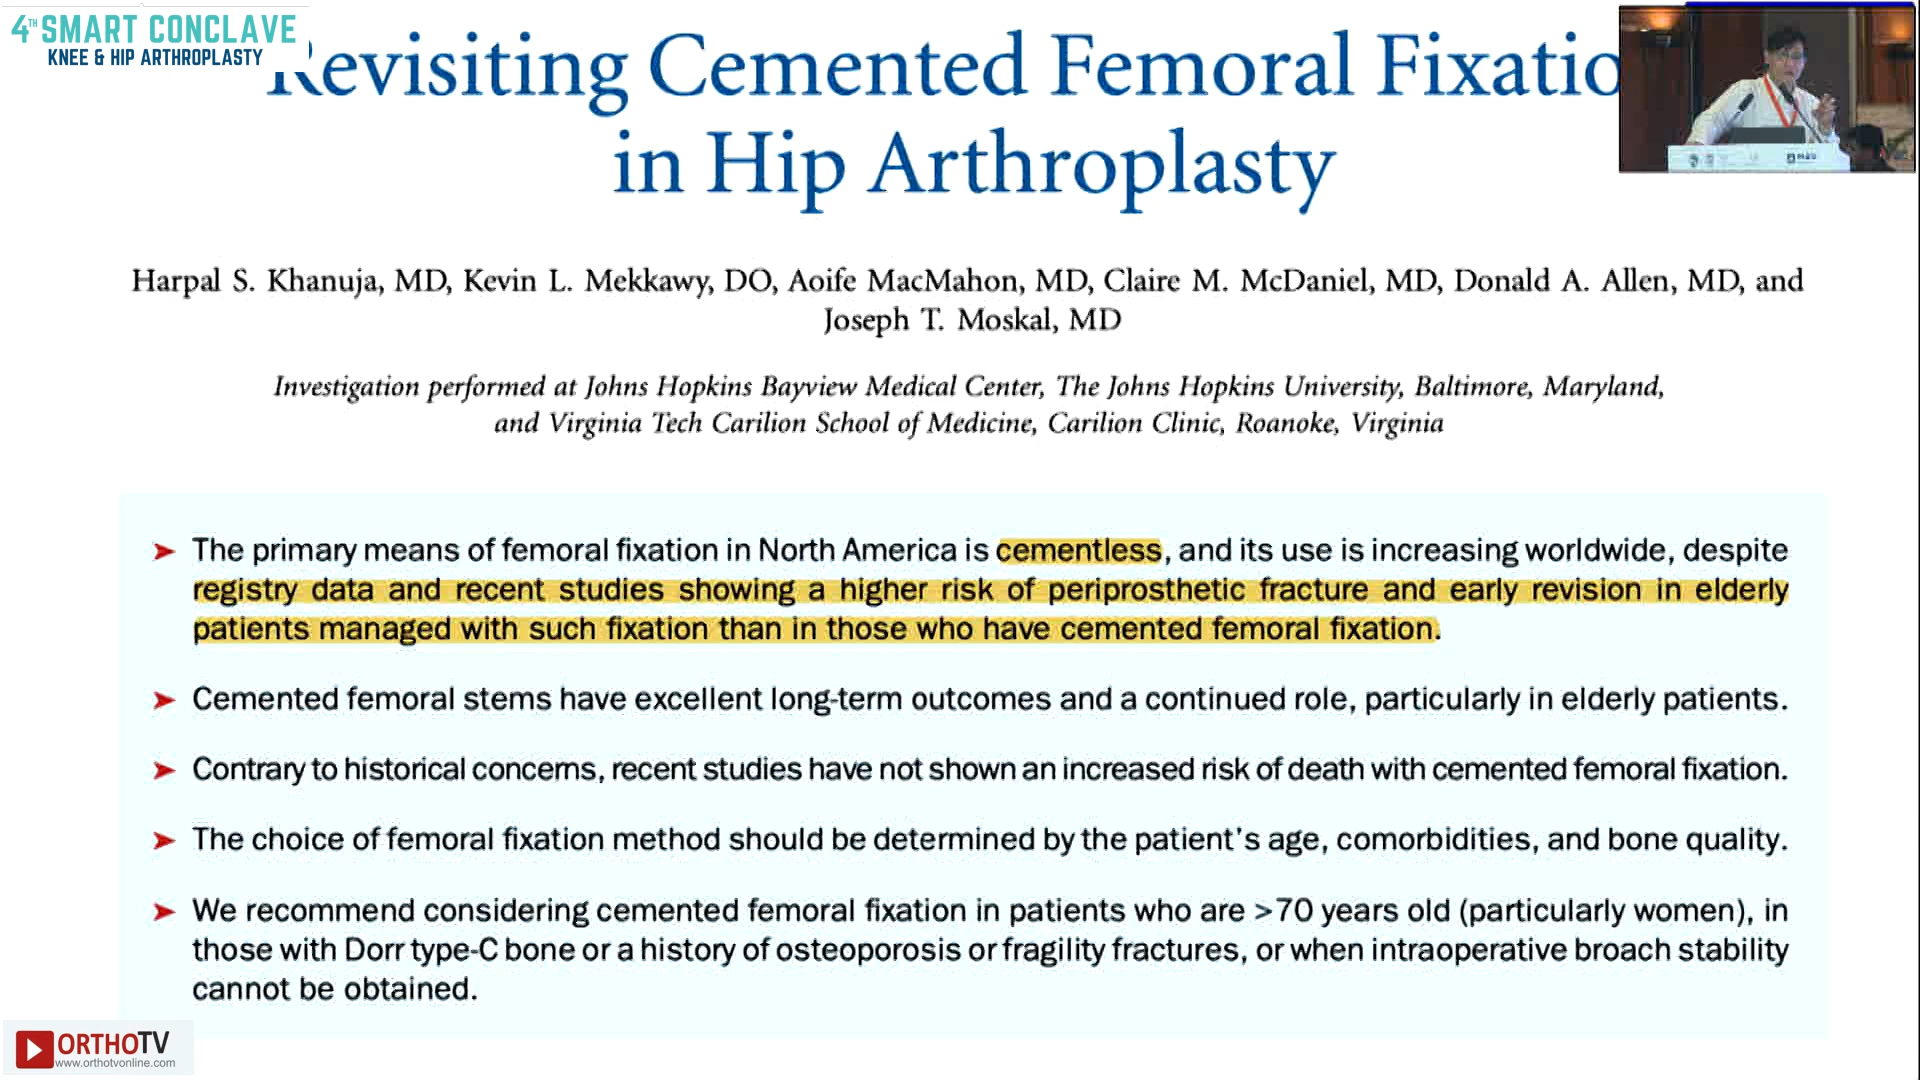 4TH SMART CONCLAVE
KNEE & HIP ARTHROPLASTY
Revisiting Cemented Femoral Fixatio
in Hip Arthroplasty
Harpal S. Khanuja, MD, Kevin L. Mekkawy, DO, Aoife MacMahon, MD, Claire M. McDaniel, MD, Donald A. Allen, MD, and
Joseph T. Moskal, MD
Investigation performed at Johns Hopkins Bayview Medical Center, The Johns Hopkins University, Baltimore, Maryland,
and Virginia Tech Carilion School of Medicine, Carilion Clinic, Roanoke, Virginia
➤ The primary means of femoral fixation in North America is cementless, and its use is increasing worldwide, despite
registry data and recent studies showing a higher risk of periprosthetic fracture and early revision in elderly
patients managed with such fixation than in those who have cemented femoral fixation.
➤ Cemented femoral stems have excellent long-term outcomes and a continued role, particularly in elderly patients.
➤ Contrary to historical concerns, recent studies have not shown an increased risk of death with cemented femoral fixation.
➤ The choice of femoral fixation method should be determined by the patient's age, comorbidities, and bone quality.
➤ We recommend considering cemented femoral fixation in patients who are >70 years old (particularly women), in
those with Dorr type-C bone or a history of osteoporosis or fragility fractures, or when intraoperative broach stability
cannot be obtained.
ORTHOTV
www.orthotvonline.com